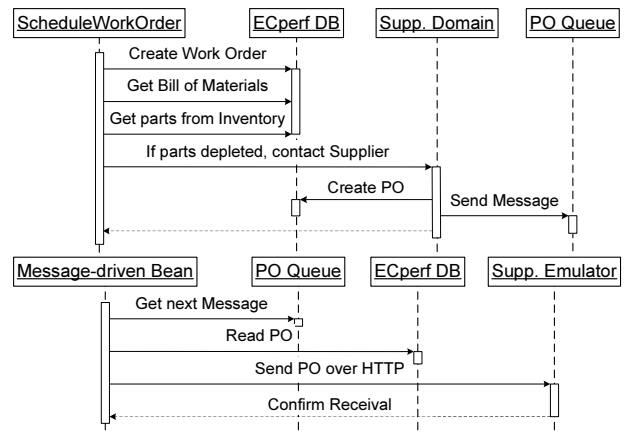 ScheduleWorkOrder ECperf DB Supp. Domain PO Queue
Create Work Order
Get Bill of Materials
Get parts from Inventory
If parts depleted, contact Supplier
Create PO
Send Message
Message-driven Bean PO Queue ECperf DB Supp. Emulator
Get next Message
Read PO
Send PO over HTTP
Confirm Receival